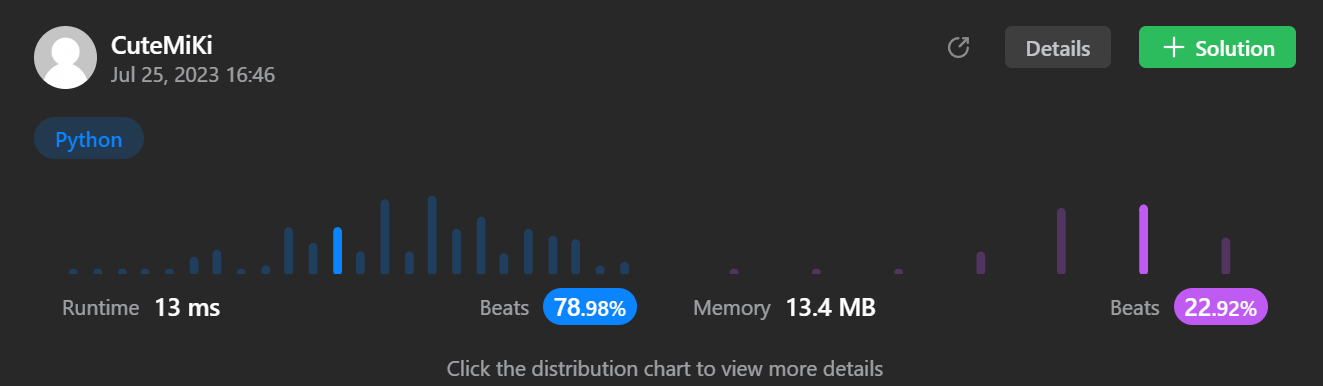 CuteMiKi
Jul 25, 2023 16:46
Details
+ Solution
Python
Runtime 13 ms Beats 78.98% Memory 13.4 MB Beats 22.92%
Click the distribution chart to view more details